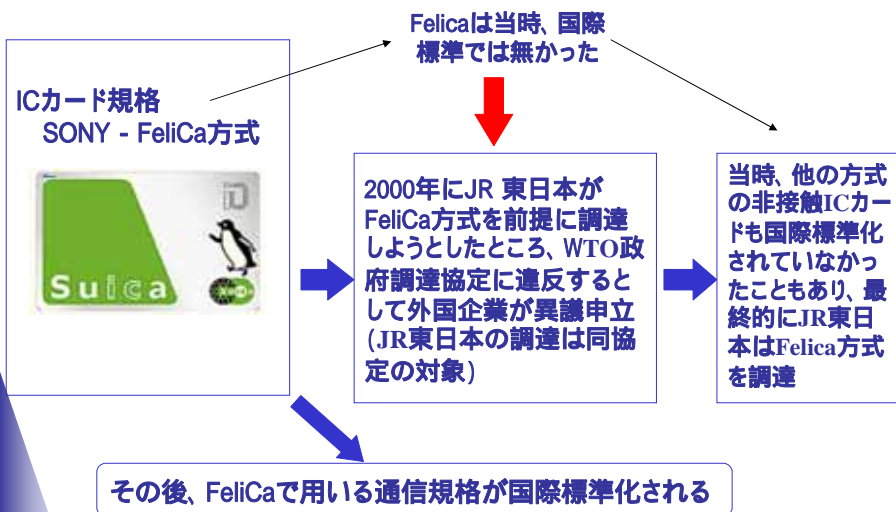 Felicaは当時、国際
標準では無かった
ICカード規格
SONY - FeliCa方式
Suica
2000年にJR 東日本が
FeliCa方式を前提に調達
しようとしたところ、WTO政
府調達協定に違反すると
して外国企業が異議申立
(JR東日本の調達は同協
定の対象)
当時、他の方式
の非接触ICカー
ドも国際標準化
されていなかっ
たこともあり、最
終的にJR東日
本はFelica方式
を調達
その後、FeliCaで用いる通信規格が国際標準化される